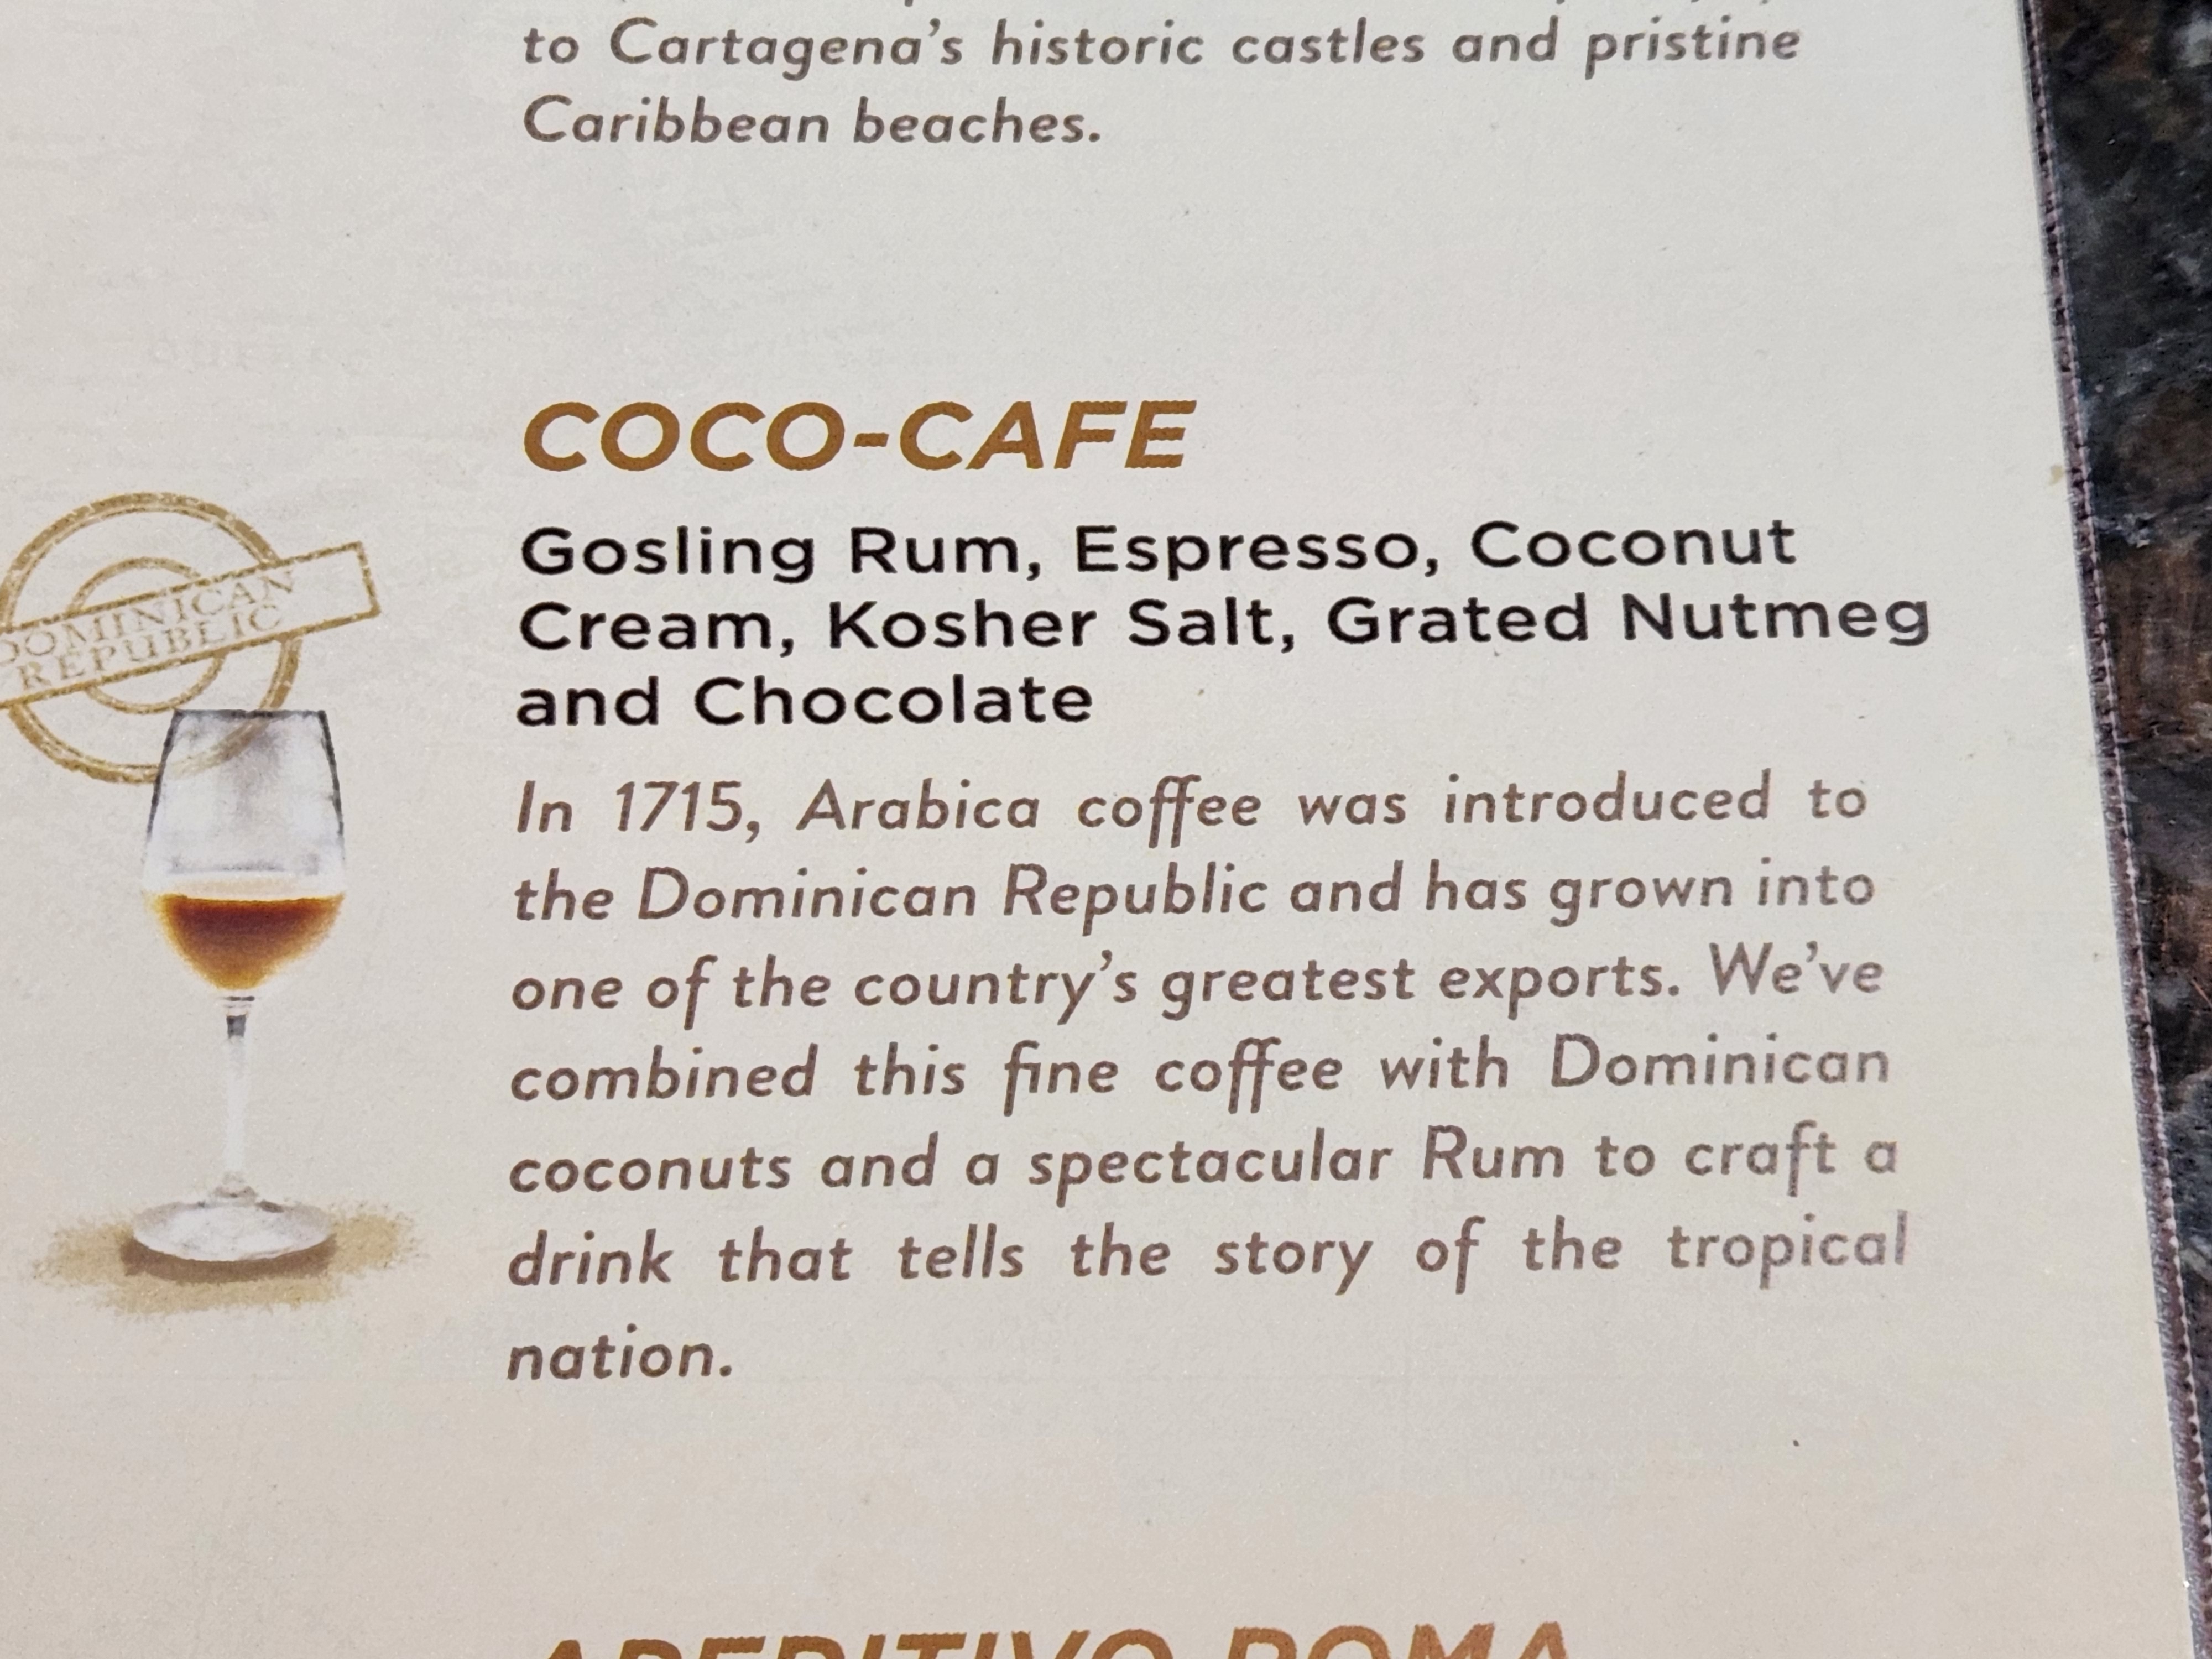 to Cartagena's historic castles and pristine
Caribbean beaches.
COCO-CAFE
Gosling Rum, Espresso, Coconut
Cream, Kosher Salt, Grated Nutmeg
and Chocolate
DOMINICAN
REPUBLIC
In 1715, Arabica coffee was introduced to
the Dominican Republic and has grown into
one of the country's greatest exports. We've
combined this fine coffee with Dominican
coconuts and a spectacular Rum to craft a
drink that tells the story of the tropical
nation.
APERITIVO ROMA